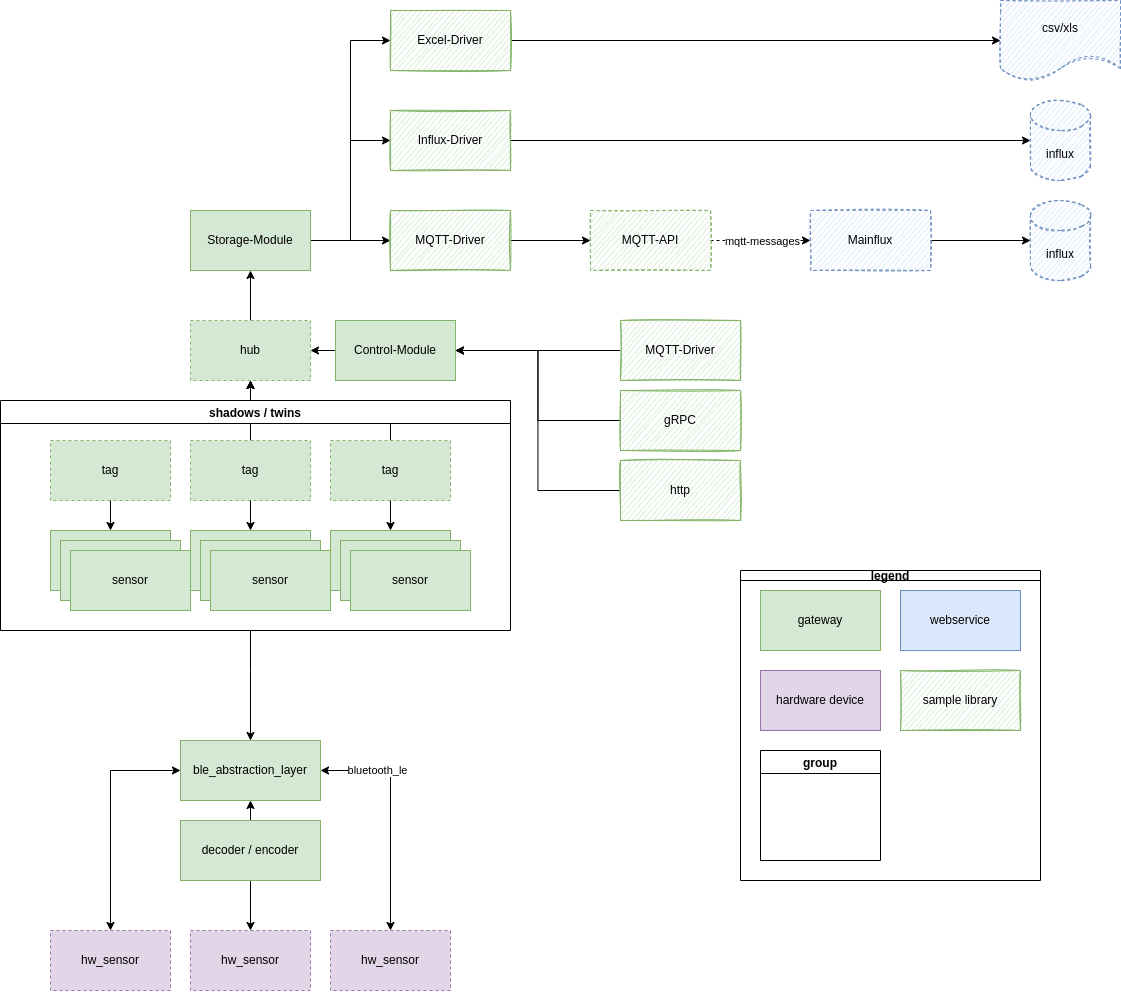 Excel-Driver
csv/xls
Influx-Driver
influx
Storage-Module
MQTT-Driver
MQTT-API
mqtt-messages
Mainflux
influx
hub
Control-Module
MQTT-Driver
shadows / twins
gRPC
tag
tag
tag
http
sensor
sensor
sensor
legend
gateway
webservice
hardware device
sample library
group
ble_abstraction_layer
bluetooth_le
decoder / encoder
hw_sensor
hw_sensor
hw_sensor